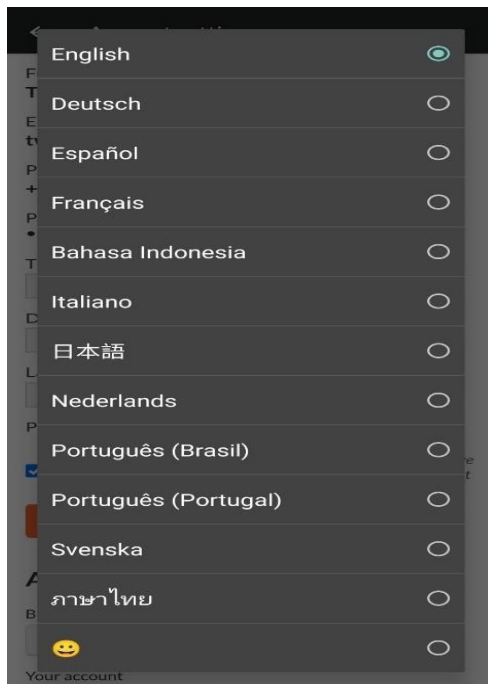 English
Deutsch
Español
Français
Bahasa Indonesia
Italiano
日本語
Nederlands
Português (Brasil)
Português (Portugal)
Svenska
ภาษาไทย
😀
Your account